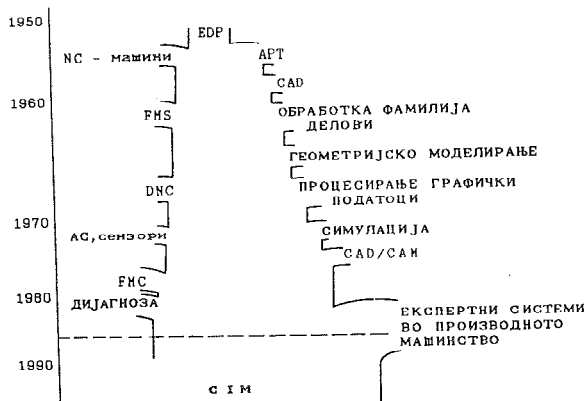 1950
EDP
NC - машини
APT
CAD
1960
ОБРАБОТКА ФАМИЛИЈА
ДЕЛОВИ
FMS
ГЕОМЕТРИЈСКО МОДЕЛИРАЊЕ
DNC
ПРОЦЕСИРАЊЕ ГРАФИЧКИ
ПОДАТОЦИ
1970
AC, сензори
СИМУЛАЦИЈА
CAD/CAM
FMC
1980
ДИЈАГНОЗА
ЕКСПЕРТНИ СИСТЕМИ
ВО ПРОИЗВОДНОТО
МАШИНСТВО
1990
C I M